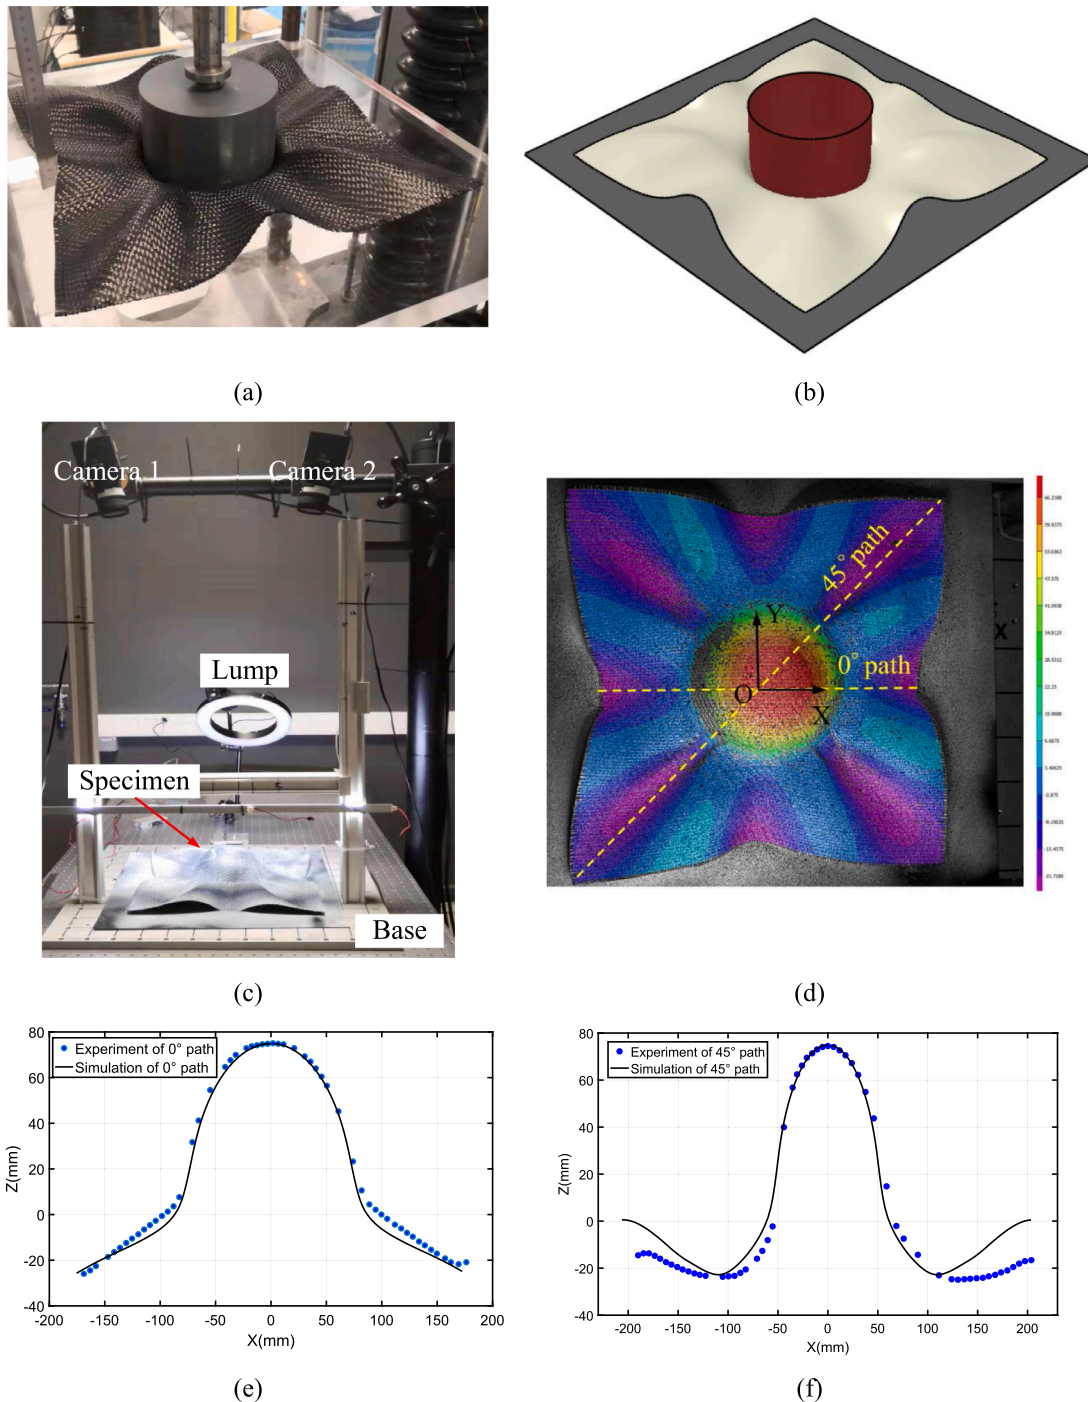 (a)
(b)
Camera 1
Camera 2
Lump
Specimen
Base
(c)
45° path
Y
0° path
O
X
X
(d)
80
60
40
20
0
-20
-40
Z(mm)
Experiment of 0° path
Simulation of 0° path
-200
-150
-100
-50
0
50
100
150
200
X(mm)
(e)
80
60
40
20
0
-20
-40
Z(mm)
Experiment of 45° path
Simulation of 45° path
-200
-150
-100
-50
0
50
100
150
200
X(mm)
(f)